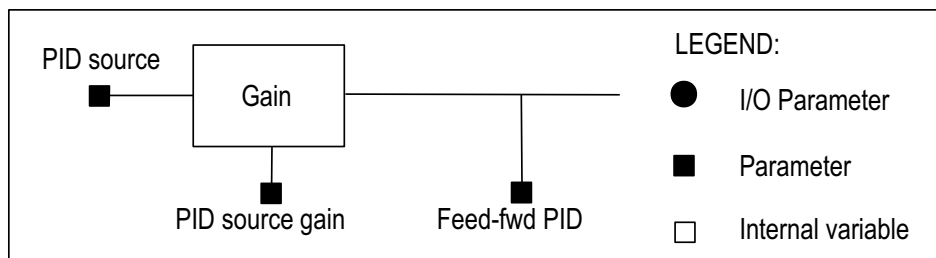 PID source
Gain
PID source gain
Feed-fwd PID
LEGEND:
I/O Parameter
Parameter
Internal variable